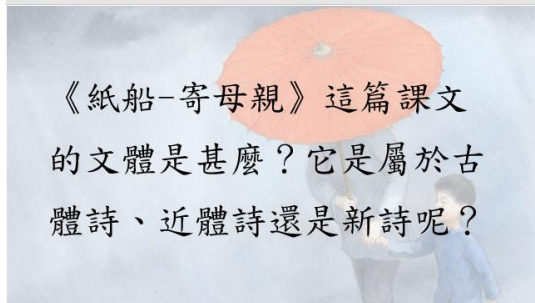 《紙船-寄母親》這篇課文
的文體是甚麼？它是屬於古
體詩、近體詩還是新詩呢？